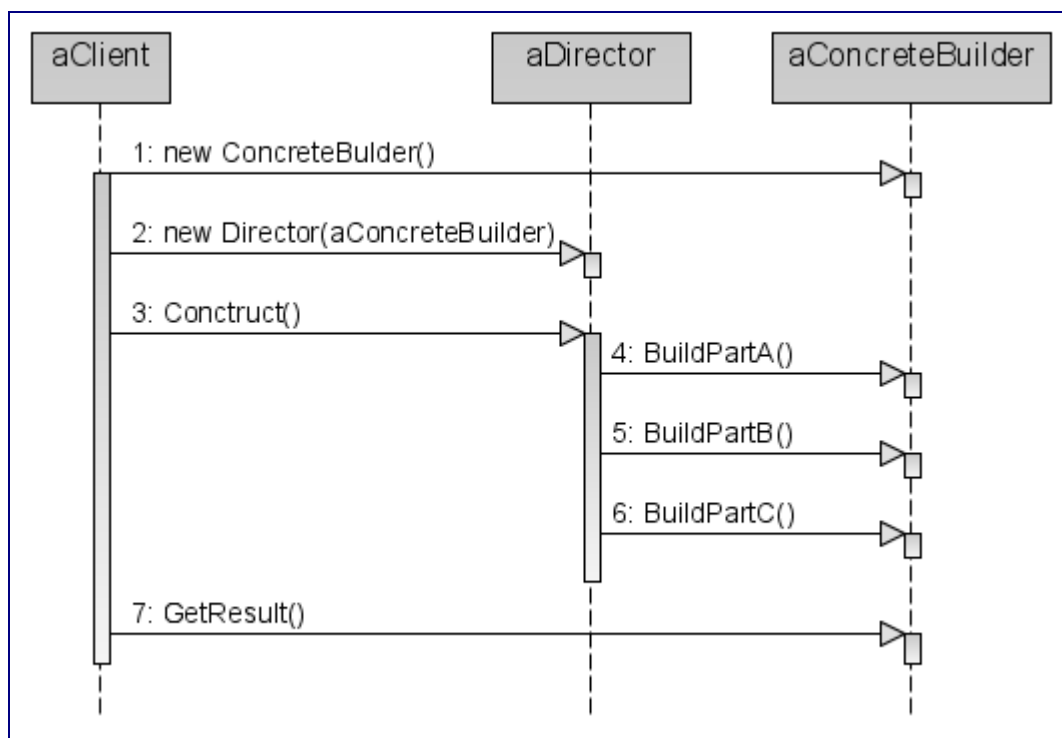 aClient
aDirector
aConcreteBuilder
1: new ConcreteBulder()
2: new Director(aConcreteBuilder)
3: Conctruct()
4: BuildPartA()
5: BuildPartB()
6: BuildPartC()
7: GetResult()